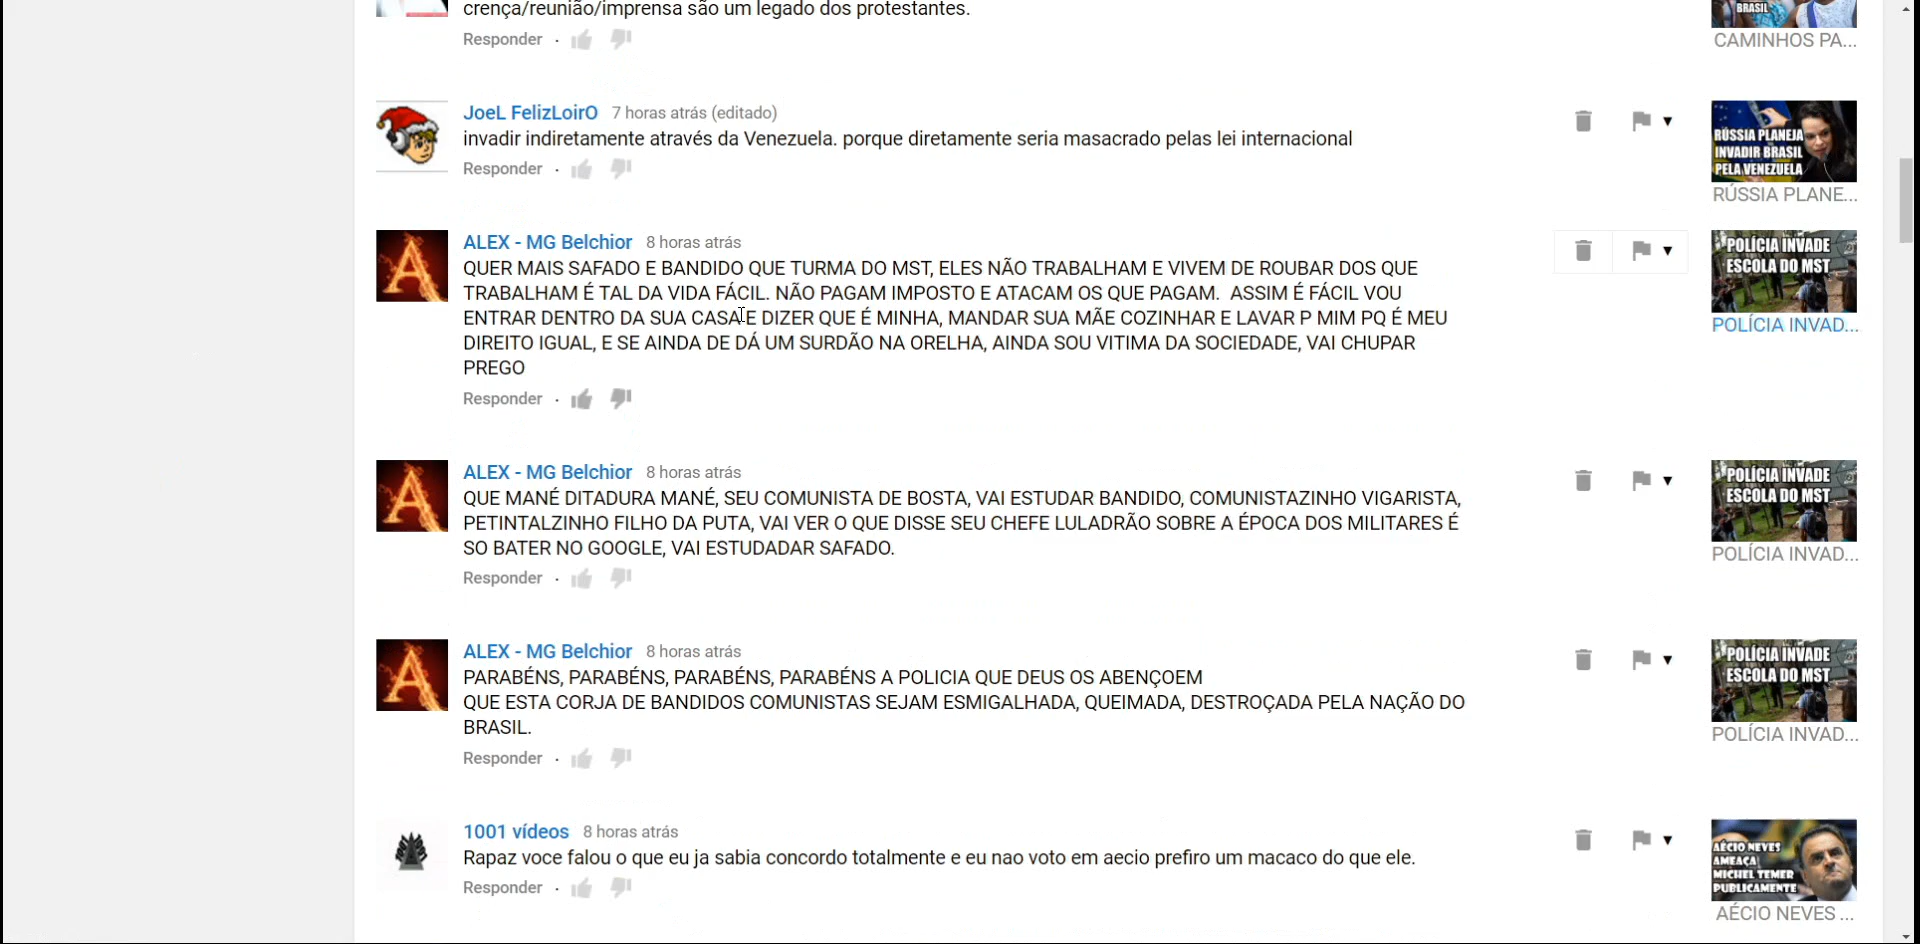 crença/reunião/imprensa são um legado dos protestantes.
Responder ·
BRASIL
CAMINHOS PA...
JoeL FelizLoirO 7 horas atrás (editado)
invadir indiretamente através da Venezuela. porque diretamente seria masacrado pelas lei internacional
Responder ·
RÚSSIA PLANEJA
INVADIR BRASIL
PELA VENEZUELA
RÚSSIA PLANE...
ALEX - MG Belchior 8 horas atrás
QUER MAIS SAFADO E BANDIDO QUE TURMA DO MST, ELES NÃO TRABALHAM E VIVEM DE ROUBAR DOS QUE
TRABALHAM É TAL DA VIDA FÁCIL. NÃO PAGAM IMPOSTO E ATACAM OS QUE PAGAM. ASSIM É FÁCIL VOU
ENTRAR DENTRO DA SUA CASA E DIZER QUE É MINHA, MANDAR SUA MÃE COZINHAR E LAVAR P MIM PQ É MEU
DIREITO IGUAL, E SE AINDA DE DÁ UM SURDÃO NA ORELHA, AINDA SOU VITIMA DA SOCIEDADE, VAI CHUPAR
PREGO
Responder ·
A
POLÍCIA INVADE
ESCOLA DO MST
POLÍCIA INVAD...
ALEX - MG Belchior 8 horas atrás
QUE MANÉ DITADURA MANÉ, SEU COMUNISTA DE BOSTA, VAI ESTUDAR BANDIDO, COMUNISTAZINHO VIGARISTA,
PETINTALZINHO FILHO DA PUTA, VAI VER O QUE DISSE SEU CHEFE LULADRÃO SOBRE A ÉPOCA DOS MILITARES É
SO BATER NO GOOGLE, VAI ESTUDADAR SAFADO.
Responder ·
A
POLÍCIA INVADE
ESCOLA DO MST
POLÍCIA INVAD...
ALEX - MG Belchior 8 horas atrás
PARABÉNS, PARABÉNS, PARABÉNS, PARABÉNS A POLICIA QUE DEUS OS ABENÇOEM
QUE ESTA CORJA DE BANDIDOS COMUNISTAS SEJAM ESMIGALHADA, QUEIMADA, DESTROÇADA PELA NAÇÃO DO
BRASIL.
Responder ·
A
POLÍCIA INVADE
ESCOLA DO MST
POLÍCIA INVAD...
1001 vídeos 8 horas atrás
Rapaz voce falou o que eu ja sabia concordo totalmente e eu nao voto em aecio prefiro um macaco do que ele.
Responder ·
AÉCIO NEVES
AMEAÇA
MICHEL TEMER
PUBLICAMENTE
AÉCIO NEVES ...